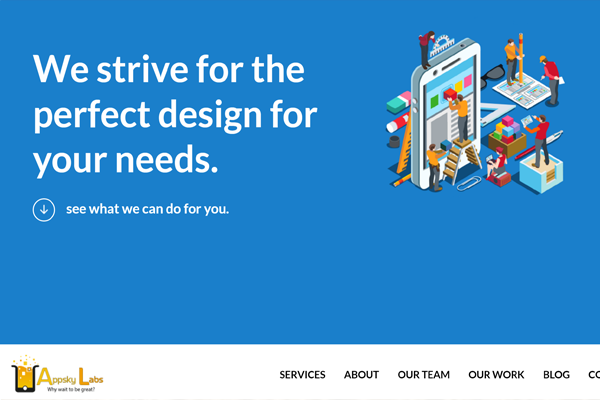 We strive for the
perfect design for
your needs.
see what we can do for you.
Appsky Labs
Why wait to be great?
SERVICES ABOUT OUR TEAM OUR WORK BLOG